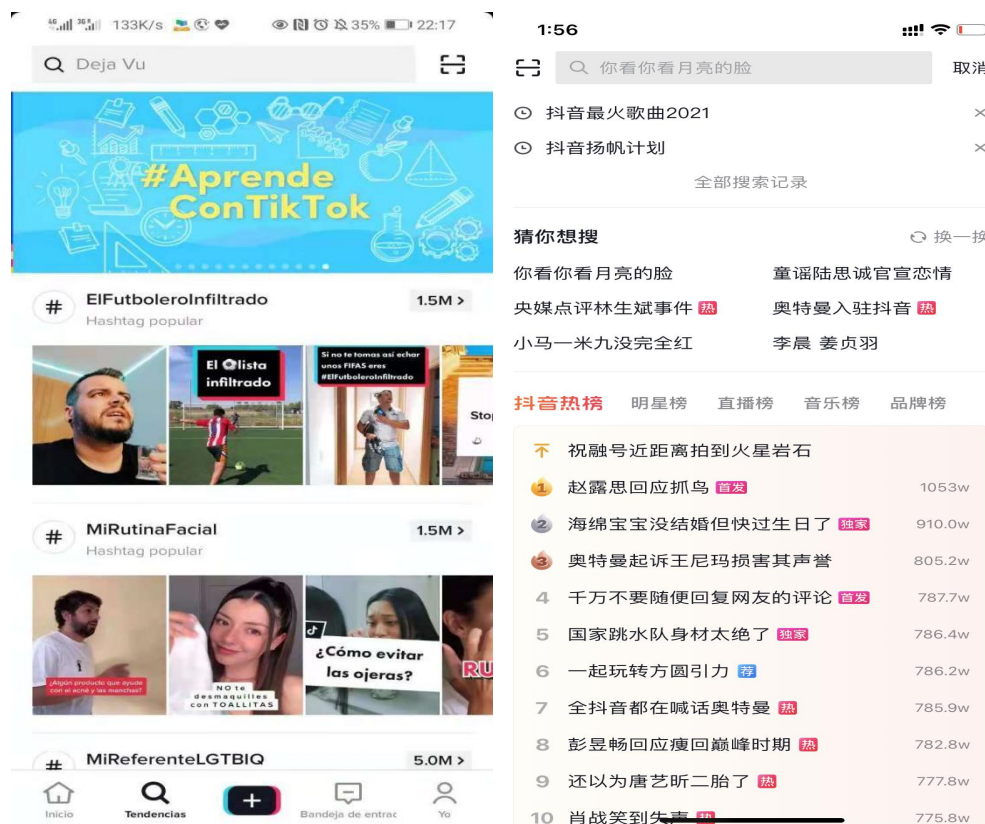 133K/s
35%
22:17
Deja Vu
#Aprende
ConTikTok
# ElFutboleroInfiltrado 1.5M >
Hashtag popular
El lista
infiltrado
Si no te tomas asi echar
unos FIFAS eres
#ElFutboleroInfiltrado
Sto
# MiRutinaFacial 1.5M >
Hashtag popular
¿Algún producto que ayude
con el acné y las manchas?
NO te
desmaquilles
con TOALLITAS
¿Cómo evitar
las ojeras?
RU
# MiReferenteLGTBIQ 5.0M >
Inicio
Tendencias
Bandeja de entrac
Yo
1:56
你看你看月亮的脸
取消
抖音最火歌曲2021
抖音扬帆计划
全部搜索记录
猜你想搜 换一换
你看你看月亮的脸 童谣陆思诚官宣恋情
央媒点评林生斌事件 热 奥特曼入驻抖音 热
小马一米九没完全红 李晨 姜贞羽
抖音热榜 明星榜 直播榜 音乐榜 品牌榜
祝融号近距离拍到火星岩石
1 赵露思回应抓鸟 首发 1053w
2 海绵宝宝没结婚但快过生日了 独家 910.0w
3 奥特曼起诉王尼玛损害其声誉 805.2w
4 千万不要随便回复网友的评论 首发 787.7w
5 国家跳水队身材太绝了 独家 786.4w
6 一起玩转方圆引力 荐 786.2w
7 全抖音都在喊话奥特曼 热 785.9w
8 彭昱畅回应瘦回巅峰时期 热 782.8w
9 还以为唐艺昕二胎了 热 777.8w
10 肖战笑到失声 热 775.8w